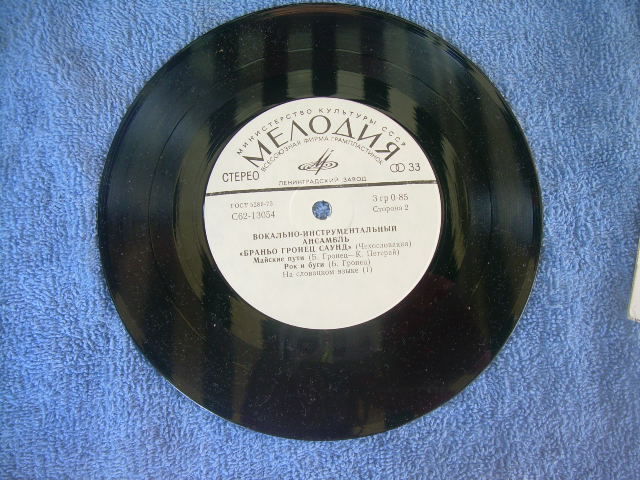 МИНИСТЕРСТВО КУЛЬТУРЫ СССР
МЕЛОДИЯ
ВСЕСОЮЗНАЯ ФИРМА ГРАМПЛАСТИНОК
СТЕРЕО
33
ЛЕНИНГРАДСКИЙ ЗАВОД
ГОСТ 5289-73
3 гр 0-85
С62-13054
Сторона 2
ВОКАЛЬНО-ИНСТРУМЕНТАЛЬНЫЙ
АНСАМБЛЬ
«БРАНЬО ГРОНЕЦ САУНД» (Чехословакия)
Майские пути (Б. Гронец—К. Петерай)
Рок и буги (Б. Гронец)
На словацком языке (1)